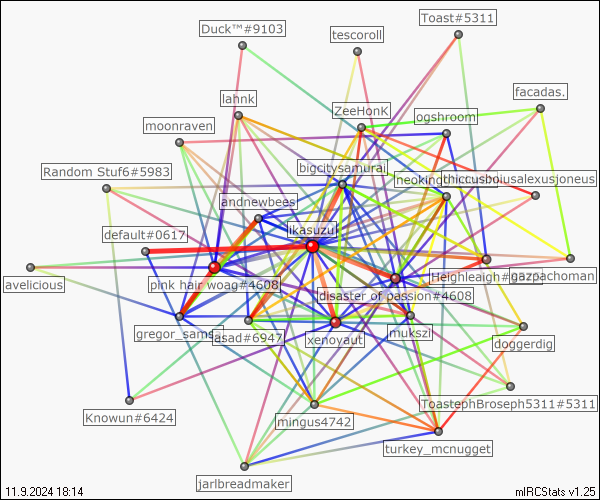 Toast#5311
Duck™#9103
tescoroll
facadas.
lahnk
ZeeHonK
ogshroom
moonraven
bigcitysamurai
Random Stuf6#5983
andnewbees
default#0617
ikasuzu
avelicious
pink hair woag#4608
gazpachoman
disaster of passion#4608
gregor_samsa
asad#6947
xenoyaut
mukszi
doggerdig
Knowun#6424
mingus4742
ToastephBroseph5311#5311
turkey_mcnugget
jarlbreadmaker
11.9.2024 18:14
mIRCStats v1.25